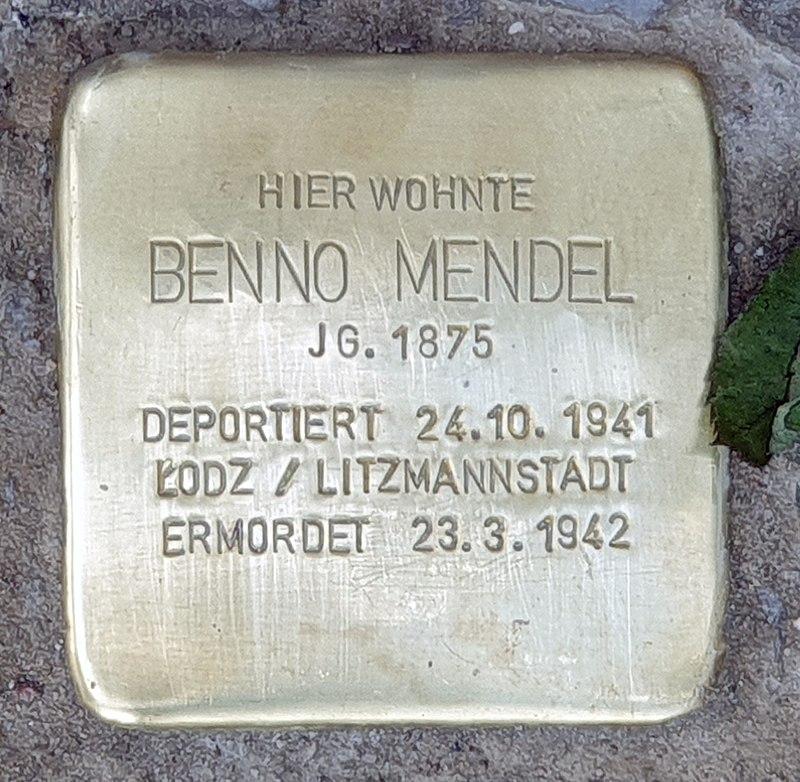 HIER WOHNTE
BENNO MENDEL
JG. 1875
DEPORTIERT 24.10.1941
ŁODZ / LITZMANNSTADT
ERMORDET 23.3.1942